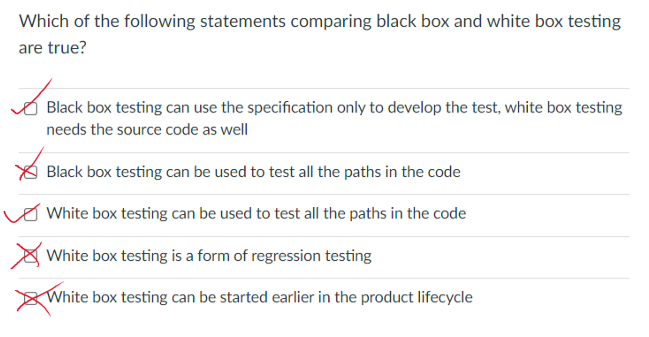 Which of the following statements comparing black box and white box testing
are true?
Black box testing can use the specification only to develop the test, white box testing
needs the source code as well
Black box testing can be used to test all the paths in the code
White box testing can be used to test all the paths in the code
White box testing is a form of regression testing
White box testing can be started earlier in the product lifecycle